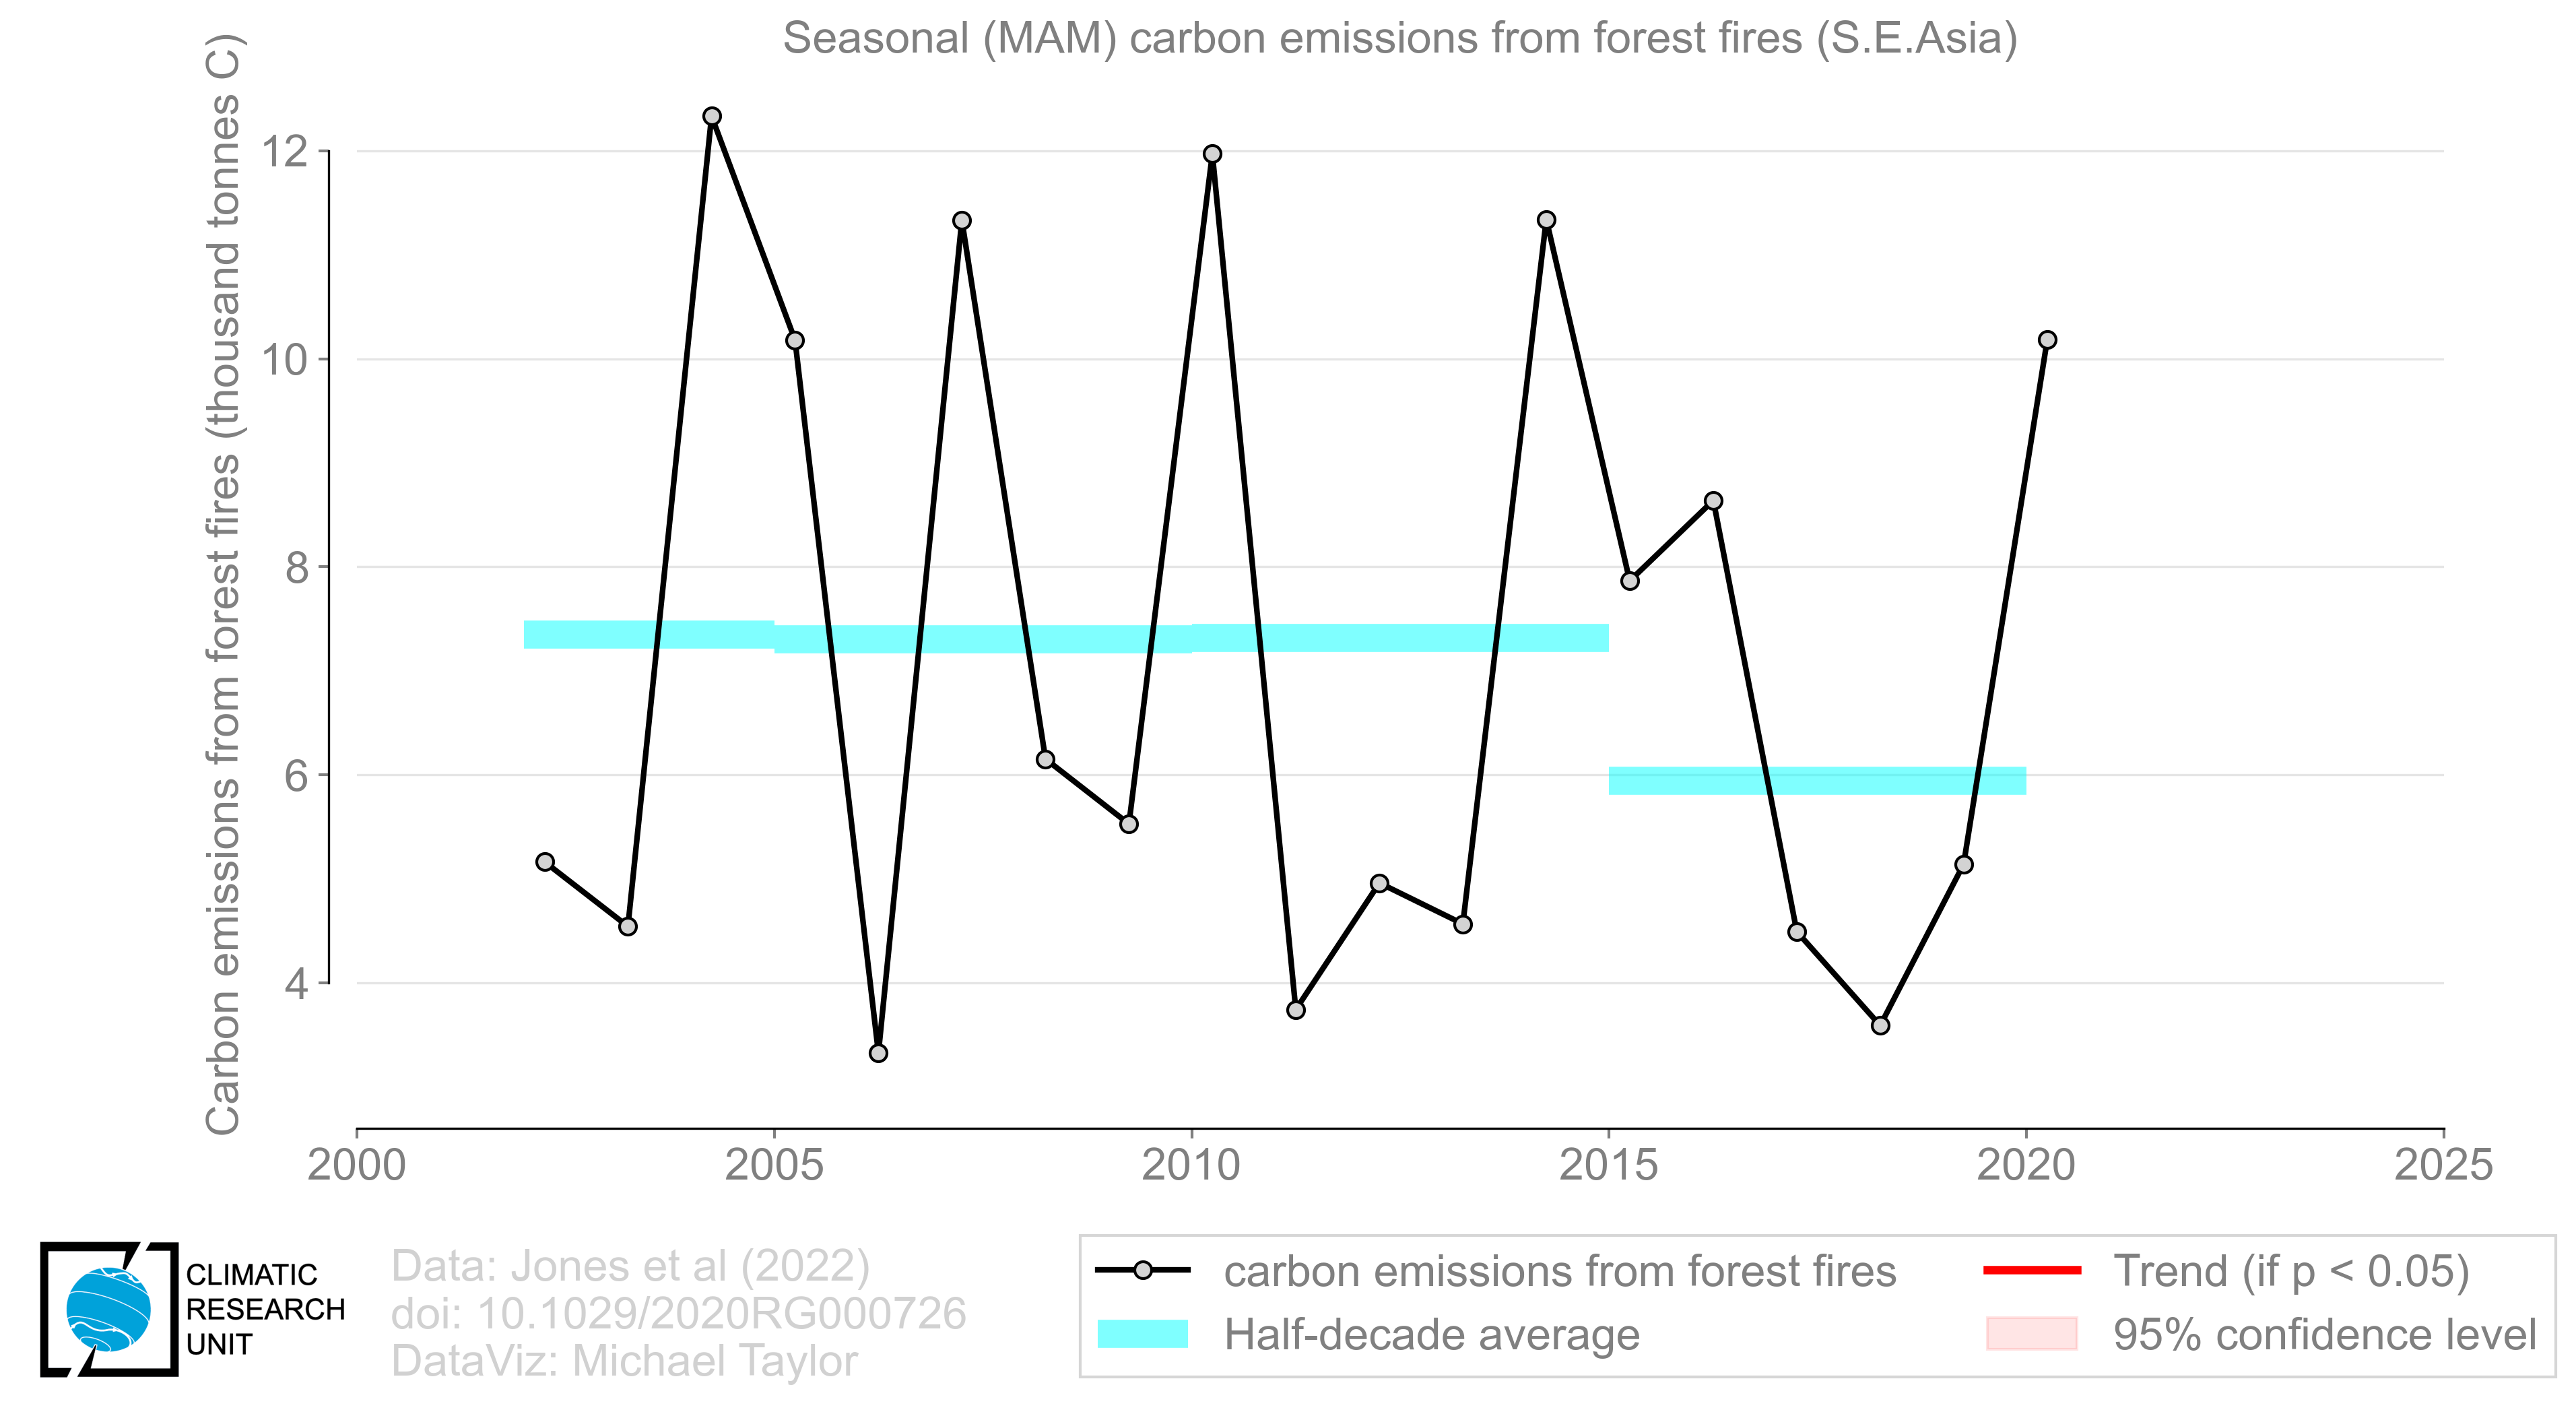 Seasonal (MAM) carbon emissions from forest fires (S.E.Asia)
Carbon emissions from forest fires (thousand tonnes C)
12
10
8
6
4
2000
2005
2010
2015
2020
2025
CLIMATIC
RESEARCH
UNIT
Data: Jones et al (2022)
doi: 10.1029/2020RG000726
DataViz: Michael Taylor
carbon emissions from forest fires
Half-decade average
Trend (if p < 0.05)
95% confidence level